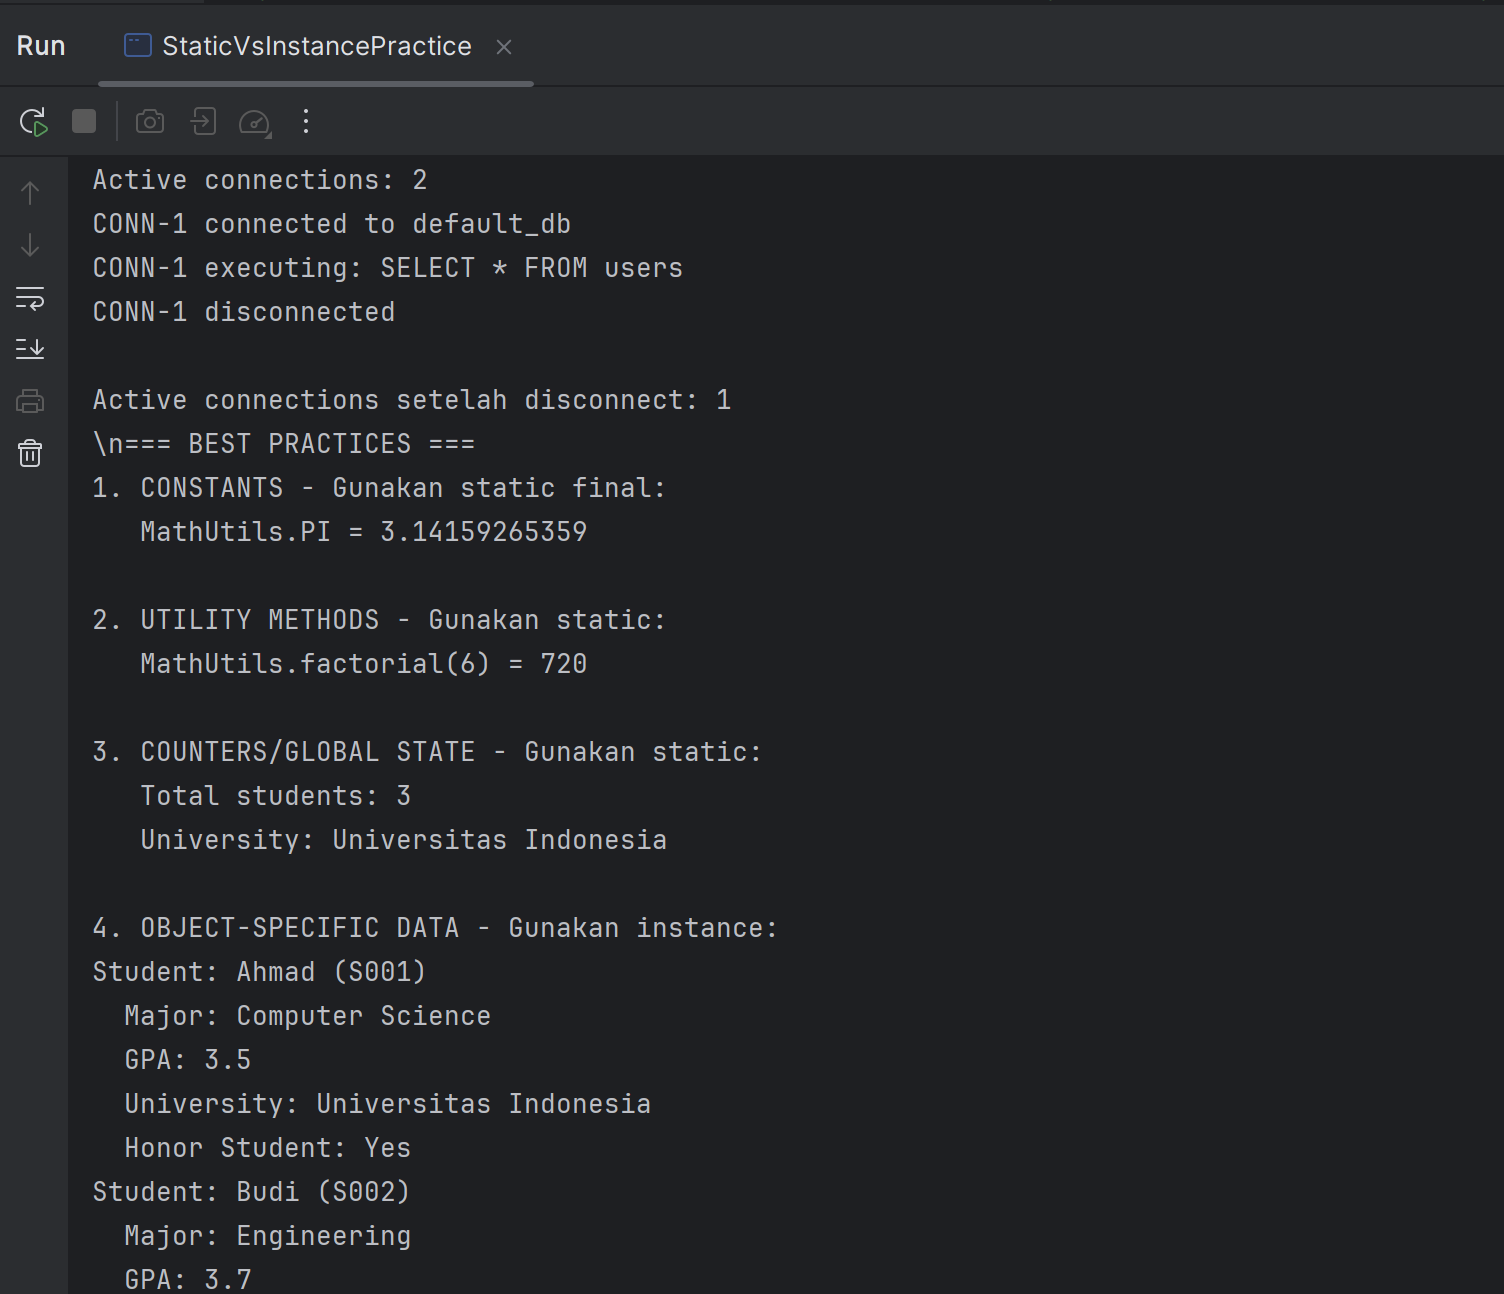 Run StaticVsInstancePractice
Active connections: 2
CONN-1 connected to default_db
CONN-1 executing: SELECT * FROM users
CONN-1 disconnected
Active connections setelah disconnect: 1
\n=== BEST PRACTICES ===
1. CONSTANTS - Gunakan static final:
   MathUtils.PI = 3.14159265359
2. UTILITY METHODS - Gunakan static:
   MathUtils.factorial(6) = 720
3. COUNTERS/GLOBAL STATE - Gunakan static:
   Total students: 3
   University: Universitas Indonesia
4. OBJECT-SPECIFIC DATA - Gunakan instance:
Student: Ahmad (S001)
  Major: Computer Science
  GPA: 3.5
  University: Universitas Indonesia
  Honor Student: Yes
Student: Budi (S002)
  Major: Engineering
  GPA: 3.7